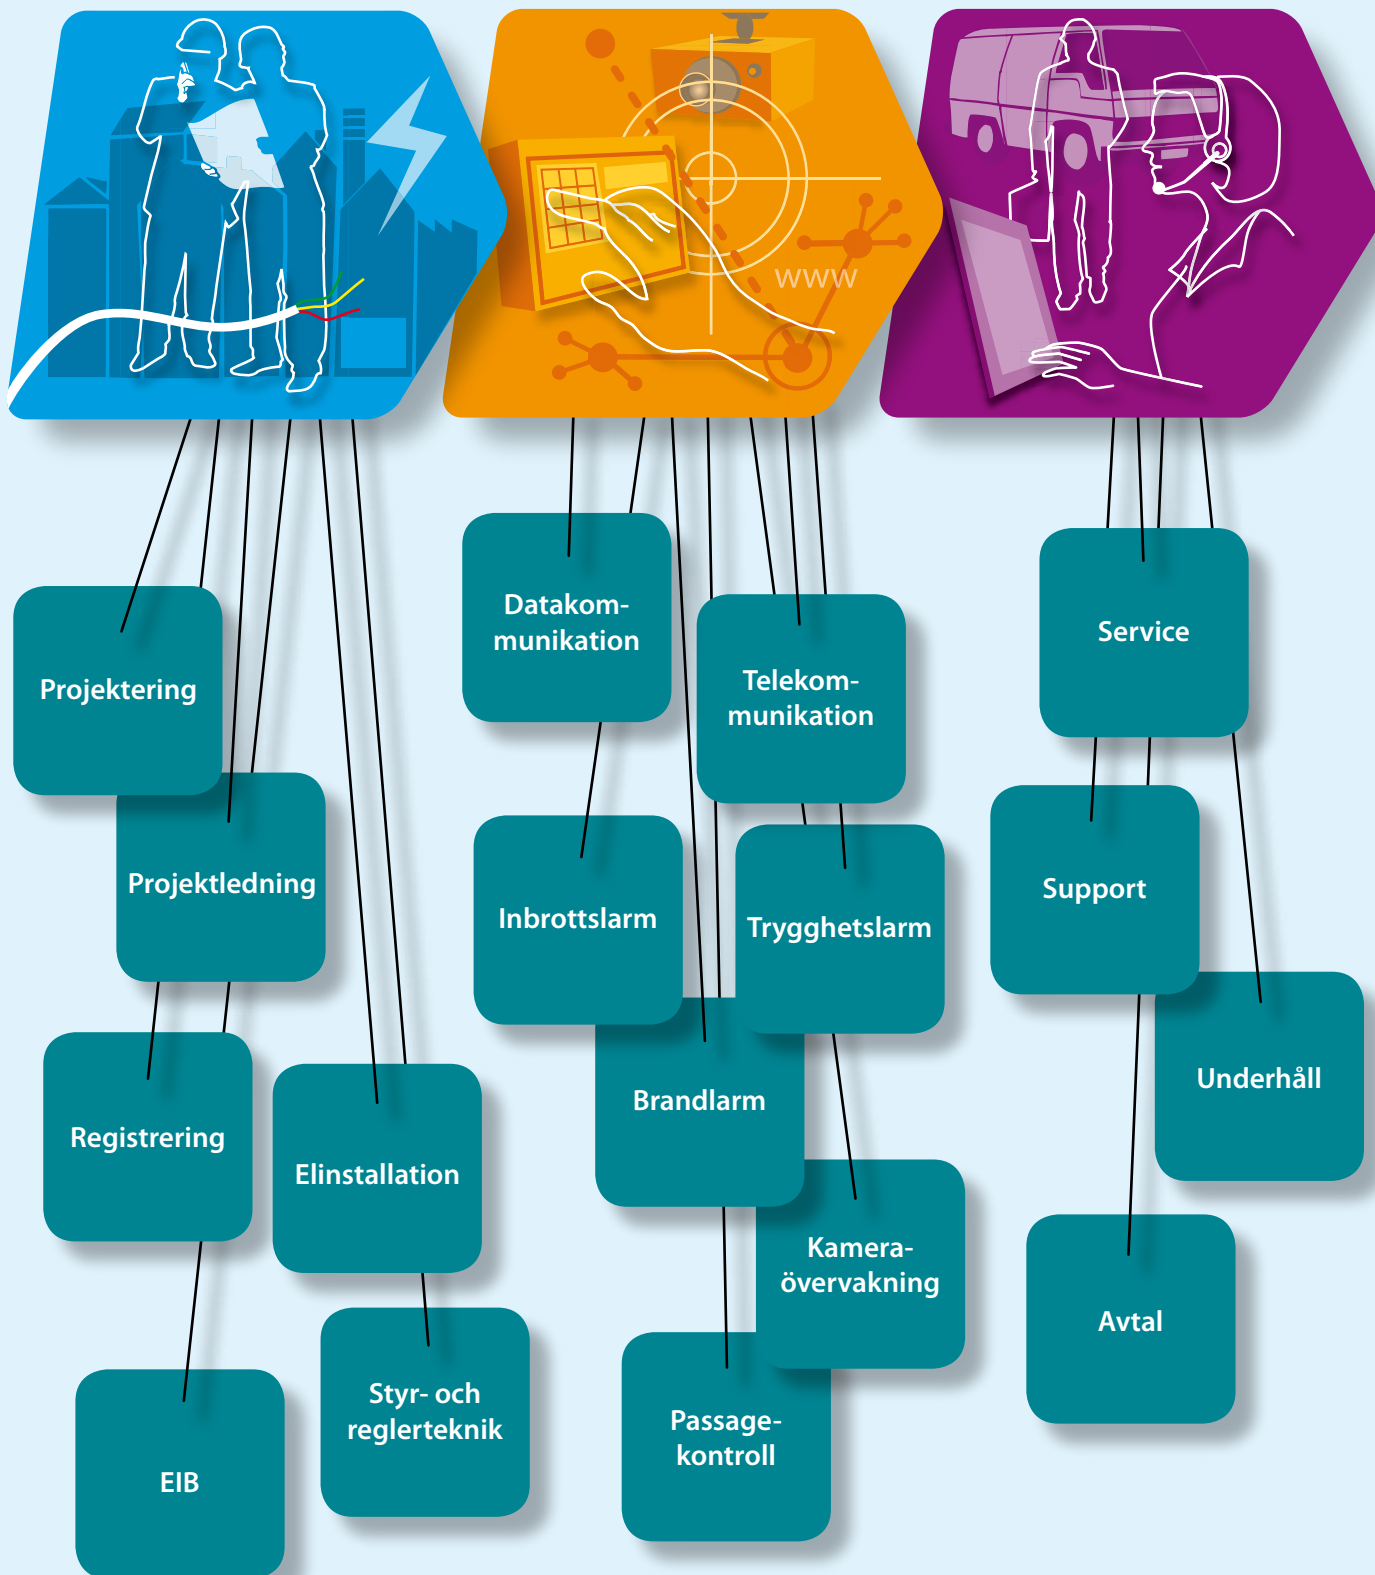 www
Projektering
Projektledning
Registrering
Elinstallation
Styr- och
reglerteknik
EIB
Datakom-
munikation
Telekom-
munikation
Inbrottslarm
Trygghetslarm
Brandlarm
Kamera-
övervakning
Passage-
kontroll
Service
Support
Underhåll
Avtal